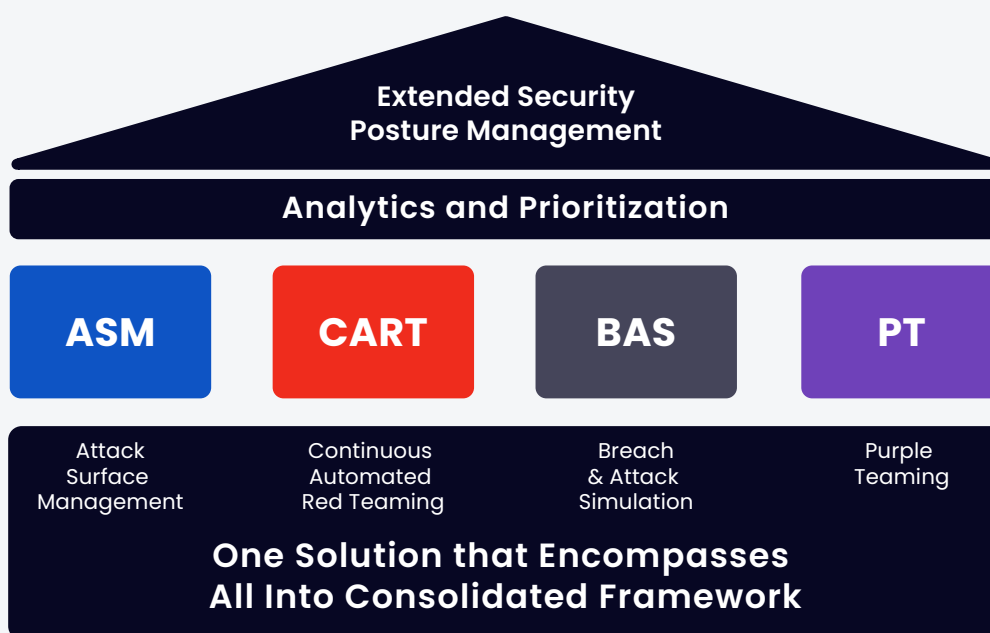 Extended Security
Posture Management
Analytics and Prioritization
ASM
CART
BAS
PT
Attack
Surface
Management
Continuous
Automated
Red Teaming
Breach
& Attack
Simulation
Purple
Teaming
One Solution that Encompasses
All Into Consolidated Framework